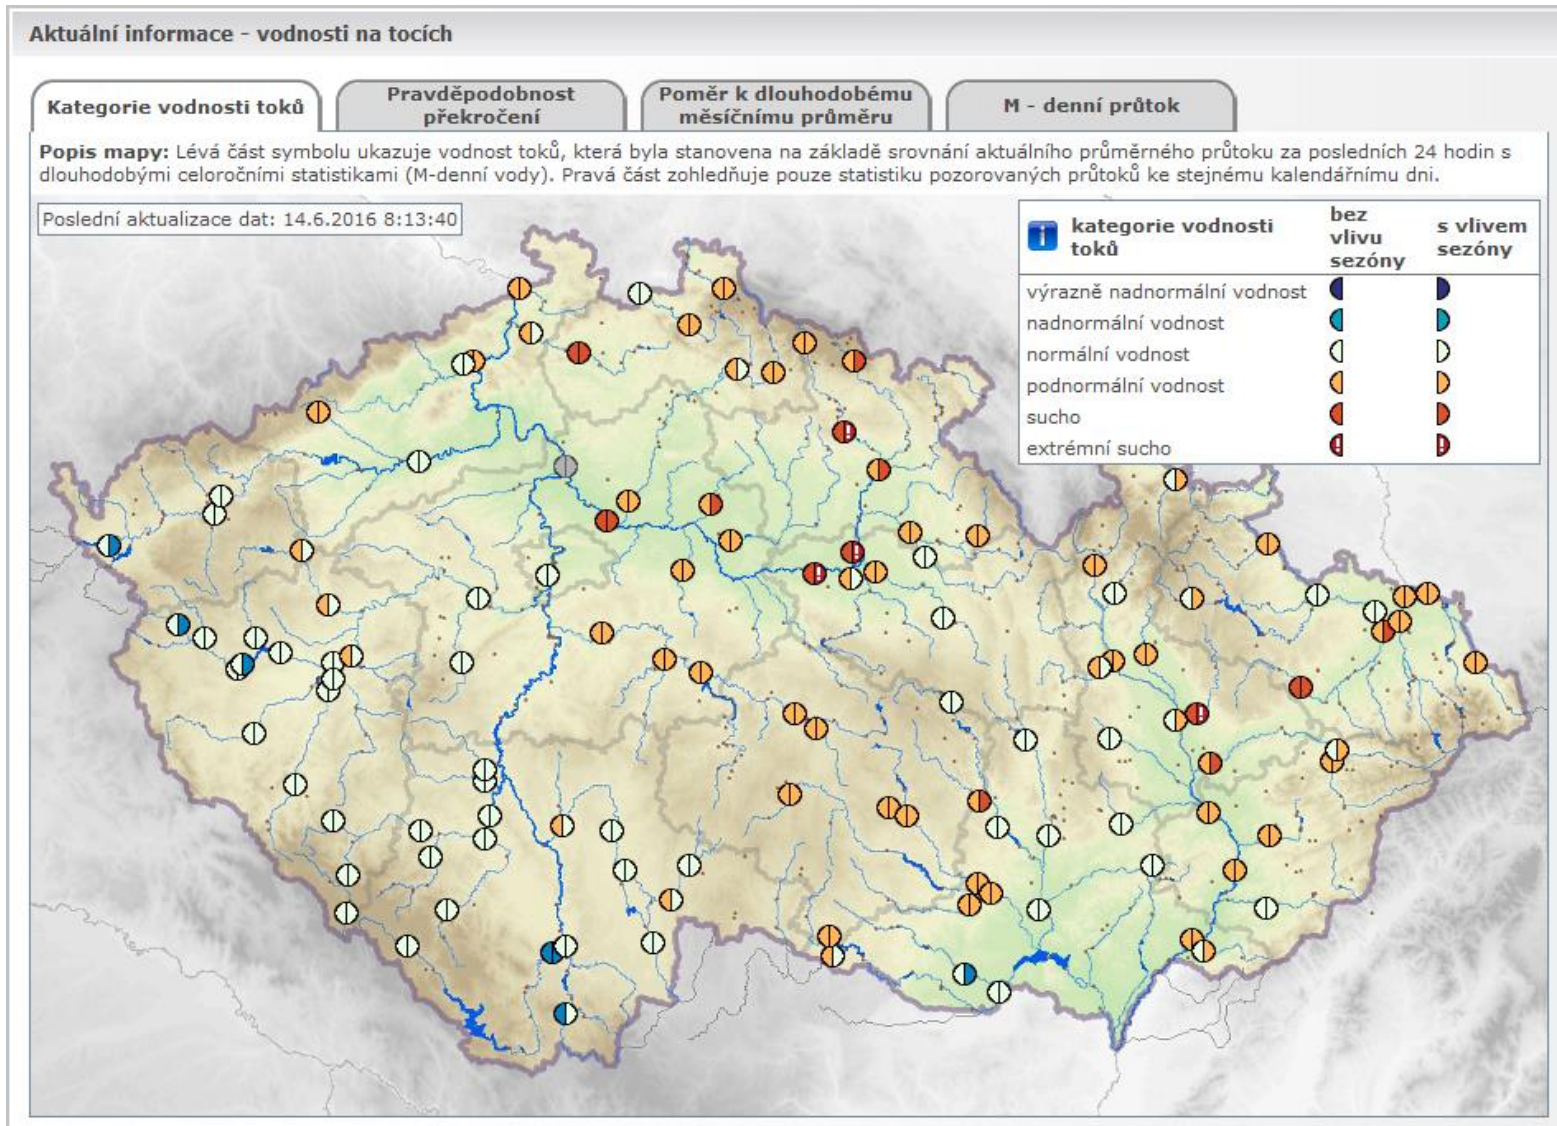 Aktuální informace - vodnosti na tocích
Kategorie vodnosti toků
Pravděpodobnost
překročení
Poměr k dlouhodobému
měsíčnímu průměru
M - denní průtok
Popis mapy: Lévá část symbolu ukazuje vodnost toků, která byla stanovena na základě srovnání aktuálního průměrného průtoku za posledních 24 hodin s
dlouhodobými celoročními statistikami (M-denní vody). Pravá část zohledňuje pouze statistiku pozorovaných průtoků ke stejnému kalendářnímu dni.
Poslední aktualizace dat: 14.6.2016 8:13:40
i
kategorie vodnosti
toků
bez
vlivu
sezóny
s vlivem
sezóny
výrazně nadnormální vodnost
nadnormální vodnost
normální vodnost
podnormální vodnost
sucho
extrémní sucho